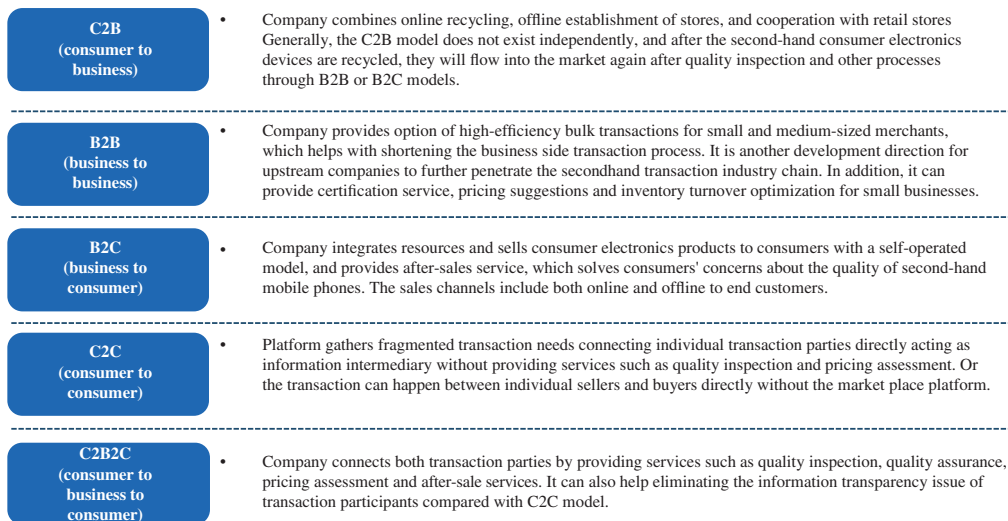 C2B
(consumer to
business)
• Company combines online recycling, offline establishment of stores, and cooperation with retail stores
Generally, the C2B model does not exist independently, and after the second-hand consumer electronics
devices are recycled, they will flow into the market again after quality inspection and other processes
through B2B or B2C models.
B2B
(business to
business)
• Company provides option of high-efficiency bulk transactions for small and medium-sized merchants,
which helps with shortening the business side transaction process. It is another development direction for
upstream companies to further penetrate the secondhand transaction industry chain. In addition, it can
provide certification service, pricing suggestions and inventory turnover optimization for small businesses.
B2C
(business to
consumer)
• Company integrates resources and sells consumer electronics products to consumers with a self-operated
model, and provides after-sales service, which solves consumers' concerns about the quality of second-hand
mobile phones. The sales channels include both online and offline to end customers.
C2C
(consumer to
consumer)
• Platform gathers fragmented transaction needs connecting individual transaction parties directly acting as
information intermediary without providing services such as quality inspection and pricing assessment. Or
the transaction can happen between individual sellers and buyers directly without the market place platform.
C2B2C
(consumer to
business to
consumer)
• Company connects both transaction parties by providing services such as quality inspection, quality assurance,
pricing assessment and after-sale services. It can also help eliminating the information transparency issue of
transaction participants compared with C2C model.